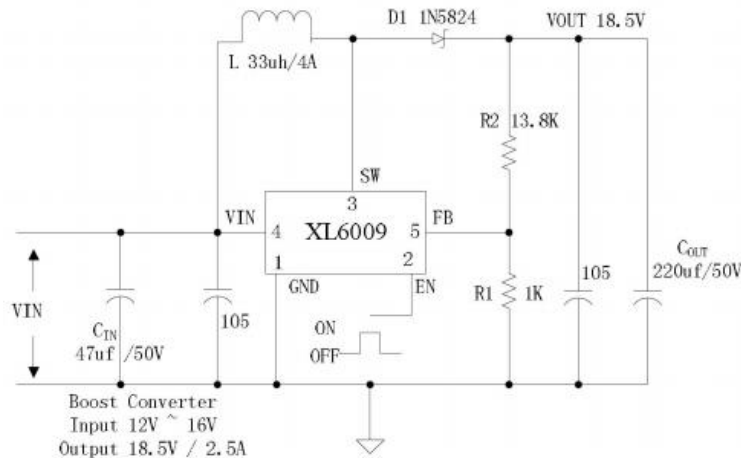 D1 1N5824
VOUT 18.5V
L 33uh/4A
R2 13.8K
SW
3
VIN
4
XL6009
5
FB
1
2
GND
EN
R1 1K
105
COUT
220uf/50V
VIN
CIN
47uf /50V
105
ON
OFF
Boost Converter
Input 12V ~ 16V
Output 18.5V / 2.5A